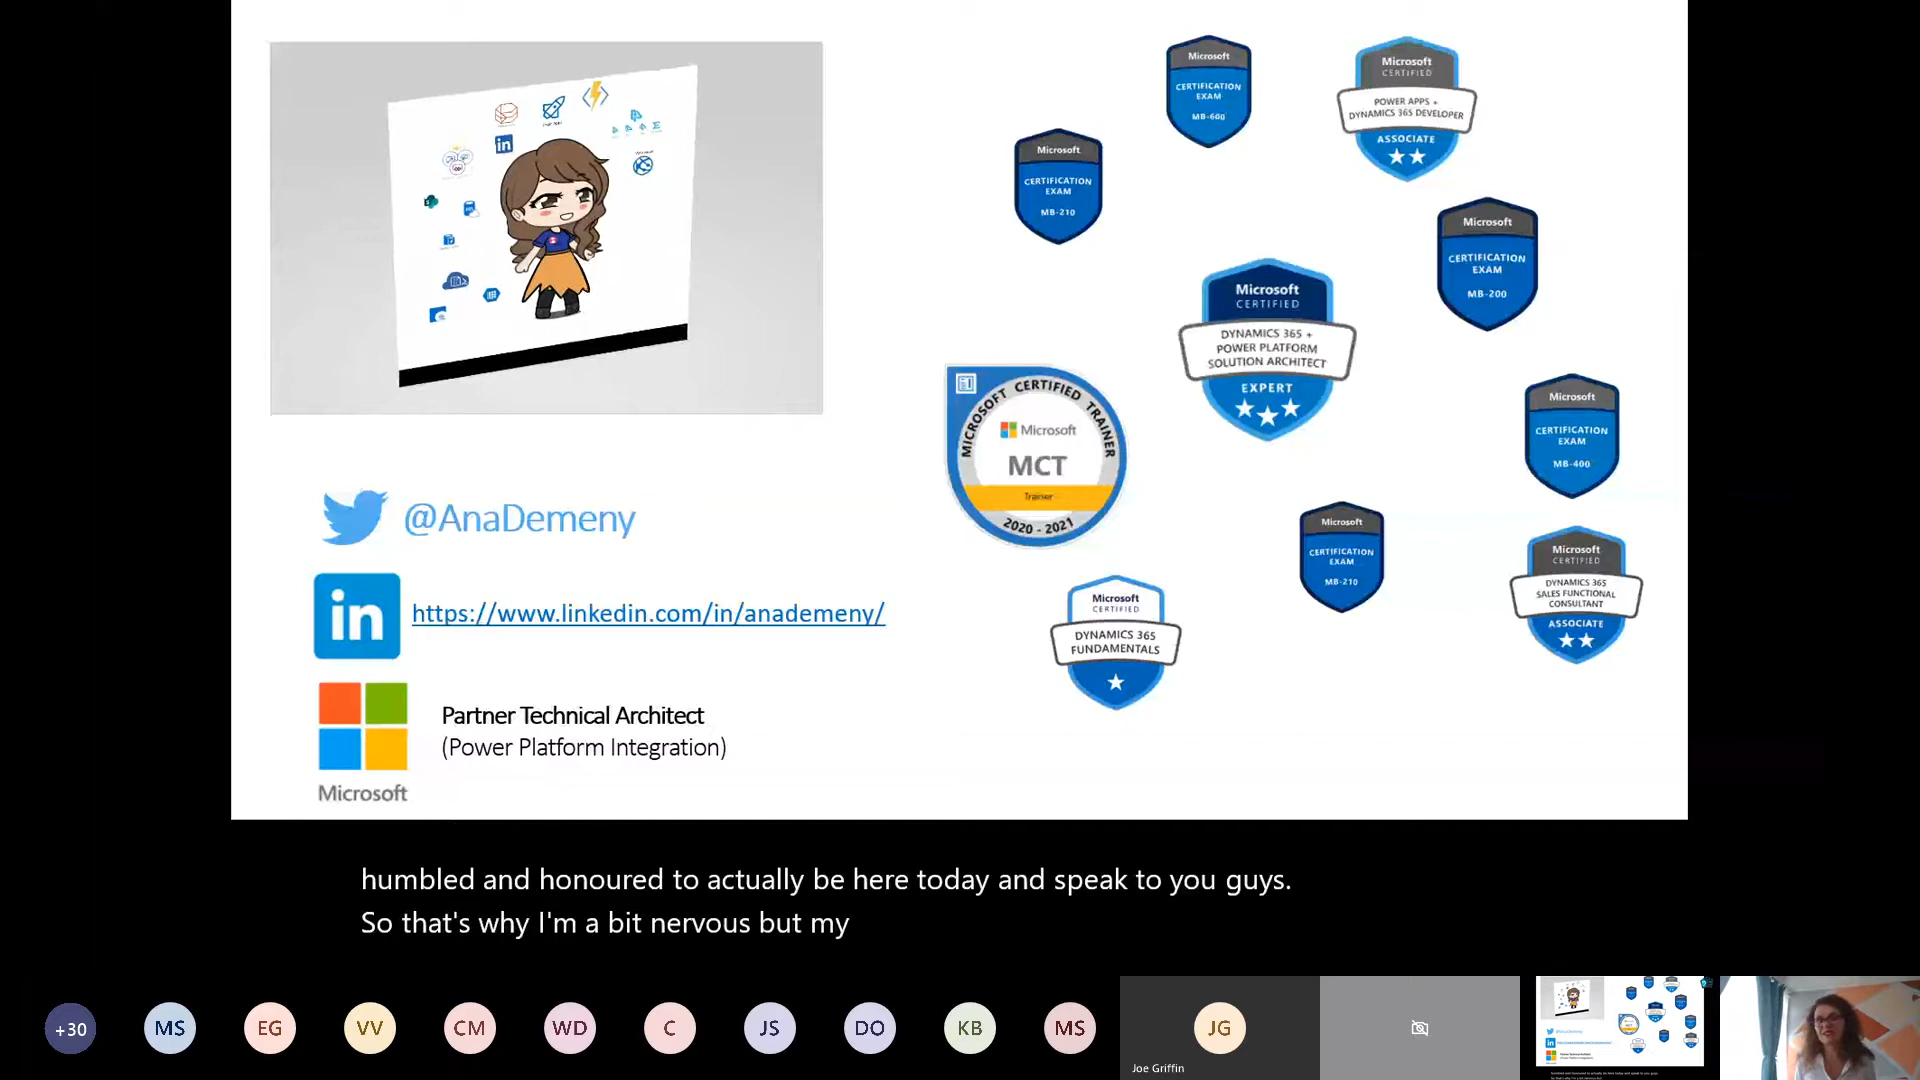 in
@AnaDemeny
in
https://www.linkedin.com/in/anademeny/
Partner Technical Architect
(Power Platform Integration)
Microsoft
Microsoft
CERTIFICATION
EXAM
MB-600
Microsoft
CERTIFIED
POWER APPS +
DYNAMICS 365 DEVELOPER
ASSOCIATE
Microsoft
CERTIFICATION
EXAM
MB-210
Microsoft
CERTIFICATION
EXAM
MB-200
Microsoft
CERTIFIED
DYNAMICS 365 +
POWER PLATFORM
SOLUTION ARCHITECT
EXPERT
MICROSOFT CERTIFIED TRAINER
Microsoft
MCT
Trainer
2020 - 2021
Microsoft
CERTIFICATION
EXAM
MB-400
Microsoft
CERTIFICATION
EXAM
MB-210
Microsoft
CERTIFIED
DYNAMICS 365
SALES FUNCTIONAL
CONSULTANT
ASSOCIATE
Microsoft
CERTIFIED
DYNAMICS 365
FUNDAMENTALS
humbled and honoured to actually be here today and speak to you guys.
So that's why I'm a bit nervous but my
+30
MS
EG
VV
CM
WD
C
JS
DO
KB
MS
JG
Joe Griffin